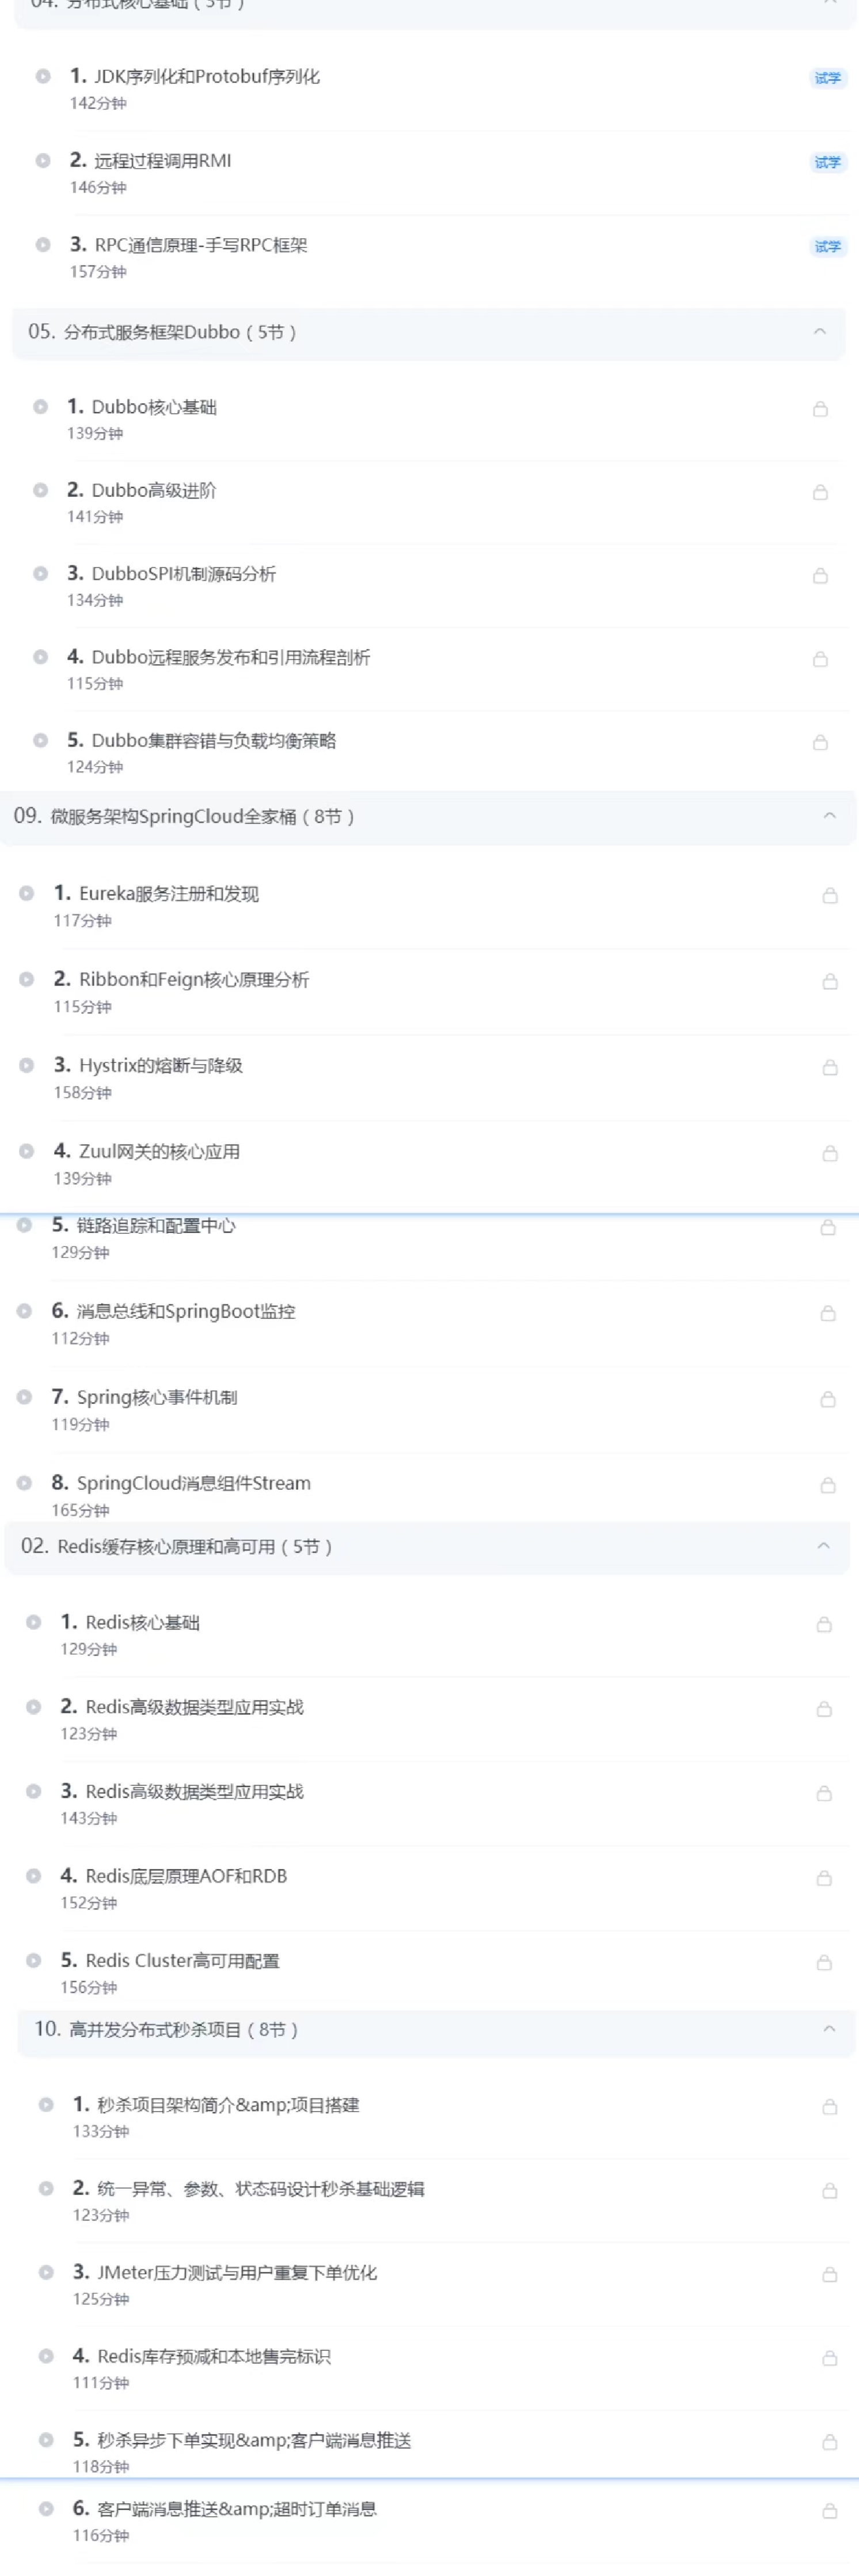 04. 分布式核心基础（3节）
1. JDK序列化和Protobuf序列化
试学
142分钟
2. 远程过程调用RMI
试学
146分钟
3. RPC通信原理-手写RPC框架
试学
157分钟
05. 分布式服务框架Dubbo（5节）
1. Dubbo核心基础
139分钟
2. Dubbo高级进阶
141分钟
3. DubboSPI机制源码分析
134分钟
4. Dubbo远程服务发布和引用流程剖析
115分钟
5. Dubbo集群容错与负载均衡策略
124分钟
09. 微服务架构SpringCloud全家桶（8节）
1. Eureka服务注册和发现
117分钟
2. Ribbon和Feign核心原理分析
115分钟
3. Hystrix的熔断与降级
158分钟
4. Zuul网关的核心应用
139分钟
5. 链路追踪和配置中心
129分钟
6. 消息总线和SpringBoot监控
112分钟
7. Spring核心事件机制
119分钟
8. SpringCloud消息组件Stream
165分钟
02. Redis缓存核心原理和高可用（5节）
1. Redis核心基础
129分钟
2. Redis高级数据类型应用实战
123分钟
3. Redis高级数据类型应用实战
143分钟
4. Redis底层原理AOF和RDB
152分钟
5. Redis Cluster高可用配置
156分钟
10. 高并发分布式秒杀项目（8节）
1. 秒杀项目架构简介&amp;项目搭建
133分钟
2. 统一异常、参数、状态码设计秒杀基础逻辑
123分钟
3. JMeter压力测试与用户重复下单优化
125分钟
4. Redis库存预减和本地售完标识
111分钟
5. 秒杀异步下单实现&amp;客户端消息推送
118分钟
6. 客户端消息推送&amp;超时订单消息
116分钟